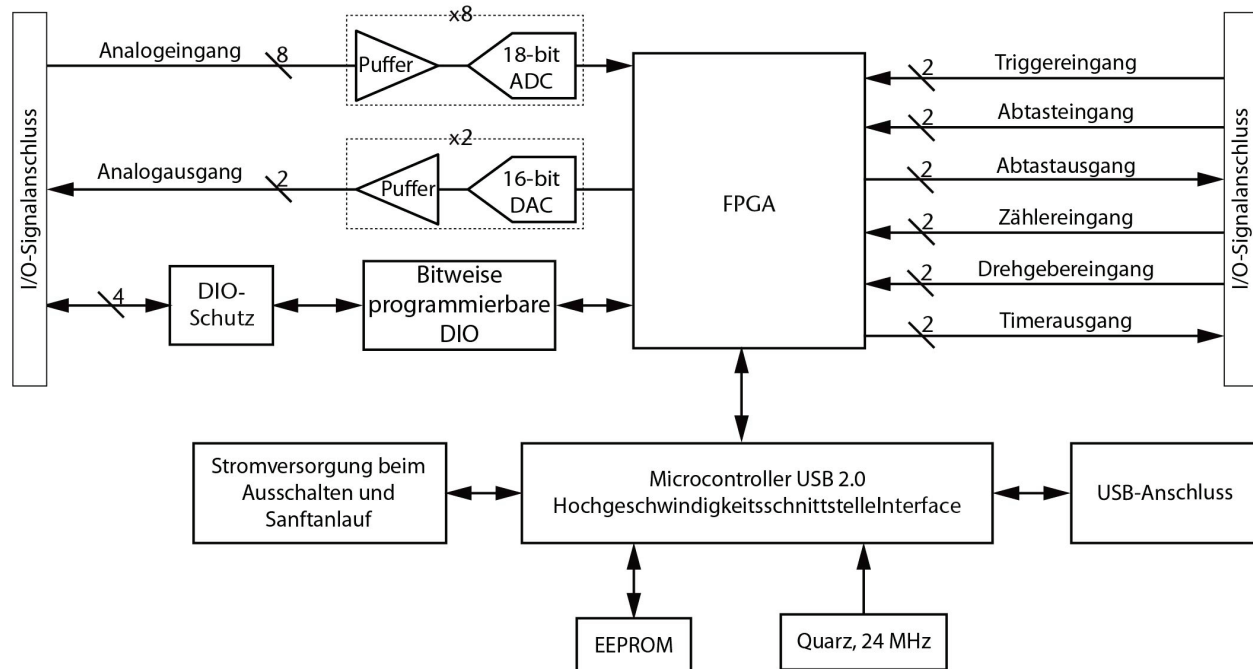 x8
Analogeingang
8
Puffer
18-bit
ADC
x2
Analogausgang
2
Puffer
16-bit
DAC
I/O-Signalanschluss
4
DIO-
Schutz
Bitweise
programmierbare
DIO
FPGA
2
Triggereingang
2
Abtasteingang
2
Abtastausgang
2
Zählereingang
2
Drehgebereingang
2
Timerausgang
I/O-Signalanschluss
Stromversorgung beim
Ausschalten und
Sanftanlauf
Microcontroller USB 2.0
HochgeschwindigkeitsschnittstelleInterface
USB-Anschluss
EEPROM
Quarz, 24 MHz